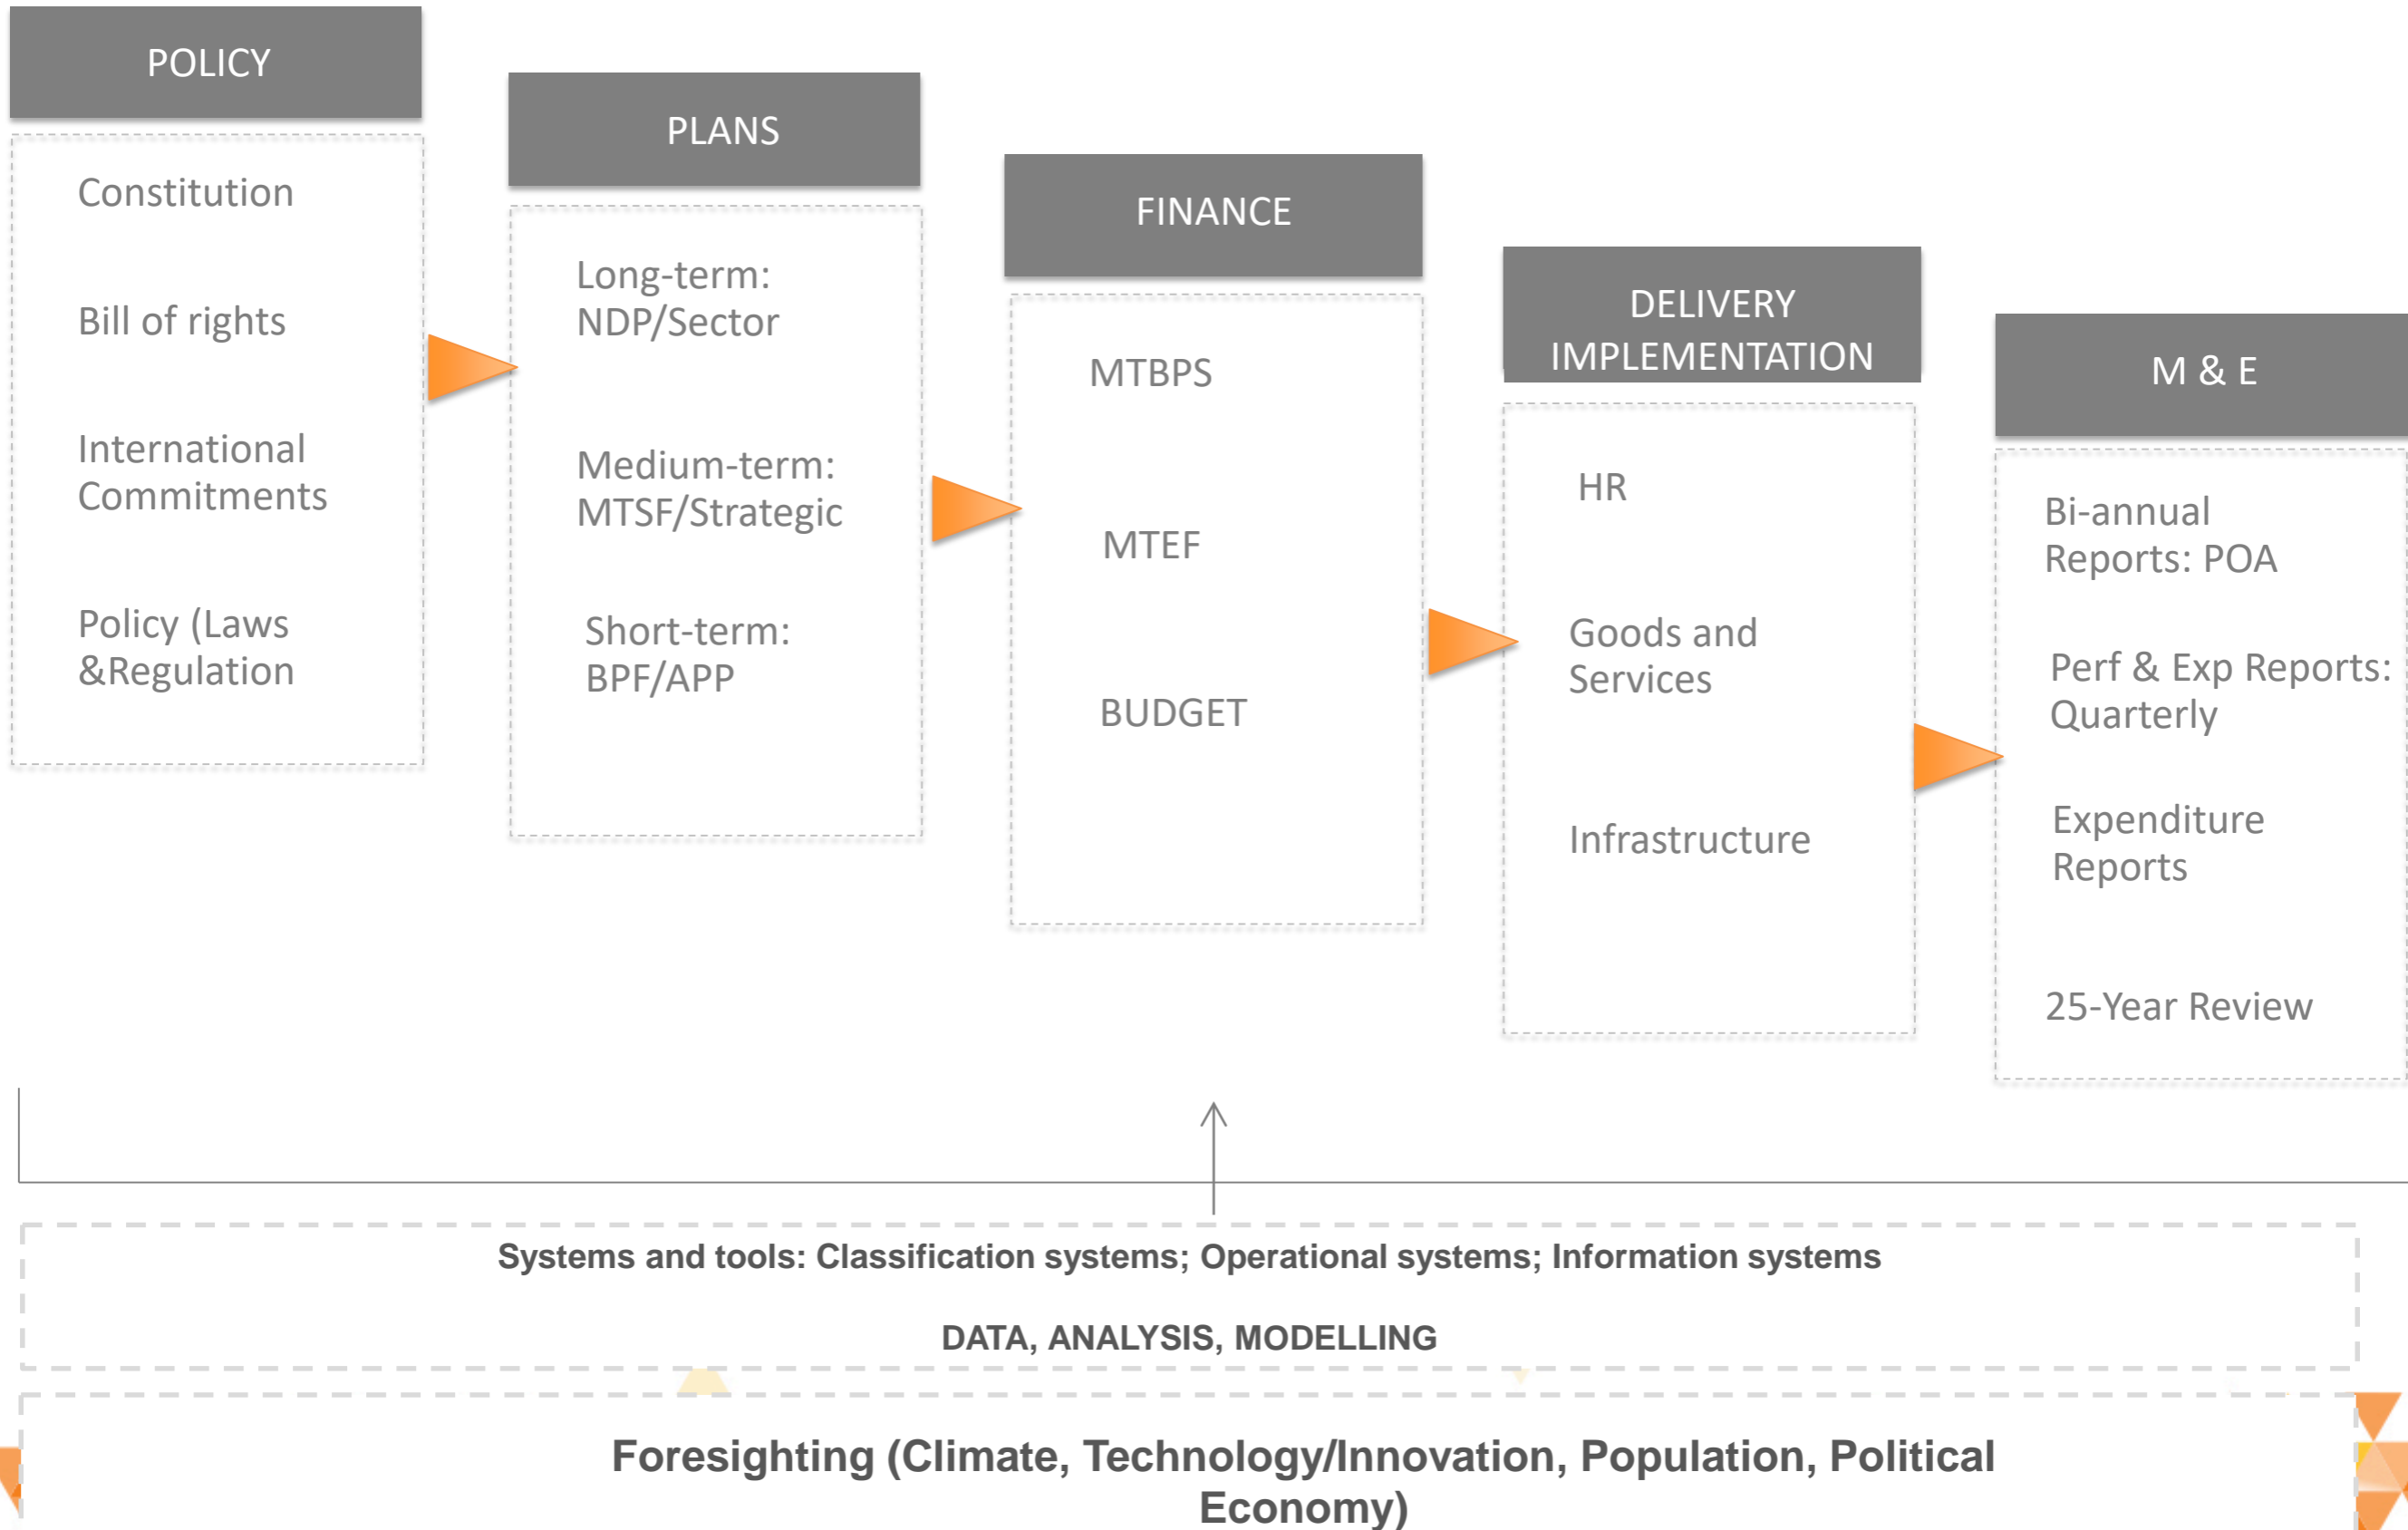 POLICY
Constitution
Bill of rights
International
Commitments
Policy (Laws
&Regulation
PLANS
Long-term:
NDP/Sector
Medium-term:
MTSF/Strategic
Short-term:
BPF/APP
FINANCE
MTBPS
MTEF
BUDGET
DELIVERY
IMPLEMENTATION
HR
Goods and
Services
Infrastructure
M & E
Bi-annual
Reports: POA
Perf & Exp Reports:
Quarterly
Expenditure
Reports
25-Year Review
Systems and tools: Classification systems; Operational systems; Information systems
DATA, ANALYSIS, MODELLING
Foresighting (Climate, Technology/Innovation, Population, Political
Economy)